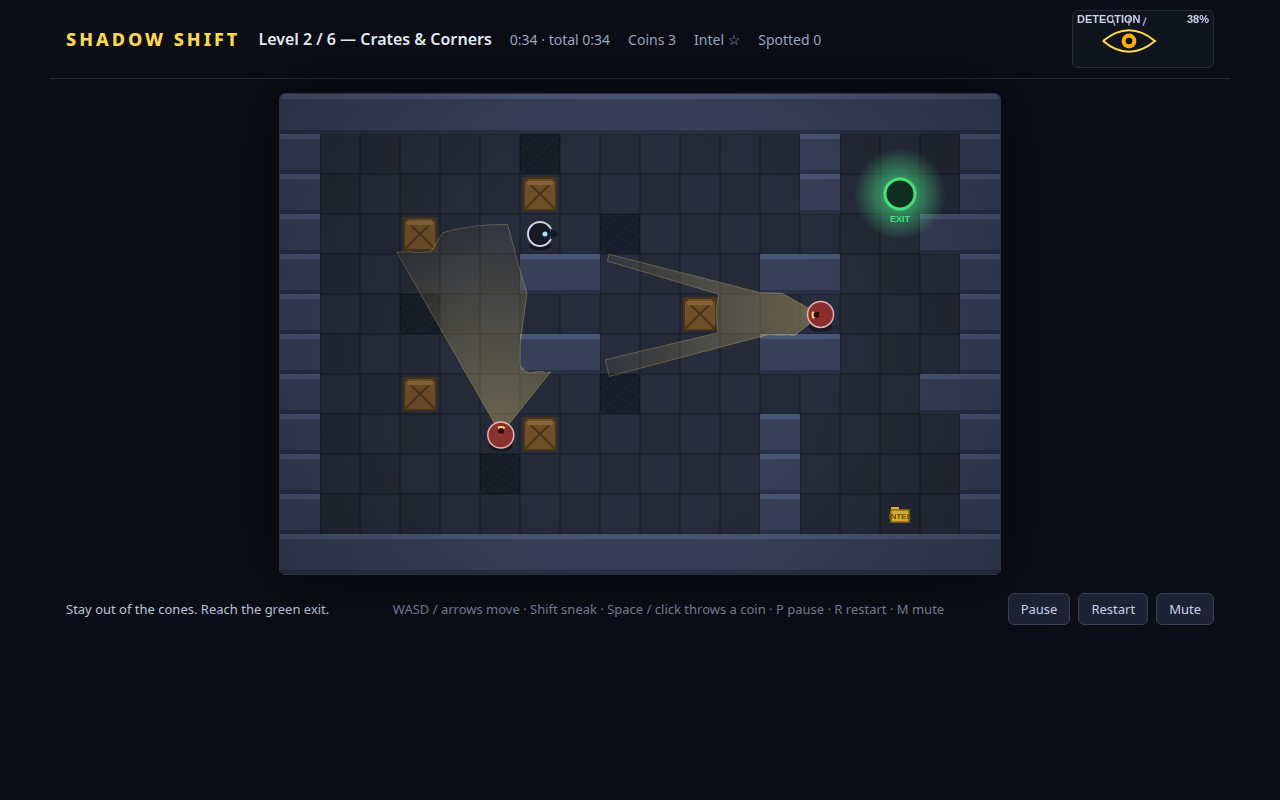 SHADOW SHIFT Level 2 / 6 — Crates & Corners 0:34 · total 0:34 Coins 3 Intel ☆ Spotted 0
DETECTION 38%
EXIT
Stay out of the cones. Reach the green exit. WASD / arrows move · Shift sneak · Space / click throws a coin · P pause · R restart · M mute Pause Restart Mute